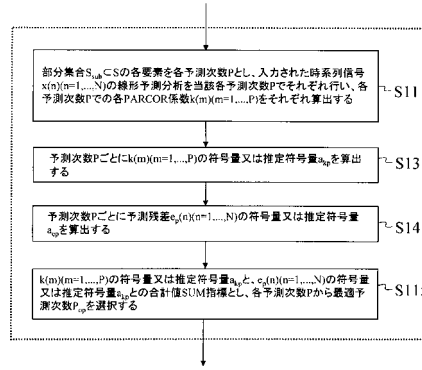 部分集合Ssub⊂Sの各要素を各予測次数Pとし、入力された時系列信号
x(n)(n=1,...,N)の線形予測分析を当該各予測次数Pでそれぞれ行い、各
予測次数Pでの各PARCOR係数k(m)(m=1,...,P)をそれぞれ算出する
S11
予測次数Pごとにk(m)(m=1,...,P)の符号量又は推定符号量akpを算出
する
S13
予測次数Pごとに予測残差ep(n)(n=1,...,N)の符号量又は推定符号量
aepを算出する
S14
k(m)(m=1,...,P)の符号量又は推定符号量akpと、ep(n)(n=1,...,N)の符号量
又は推定符号量aepとの合計値SUM指標とし、各予測次数Pから最適予
測次数Popを選択する
S11